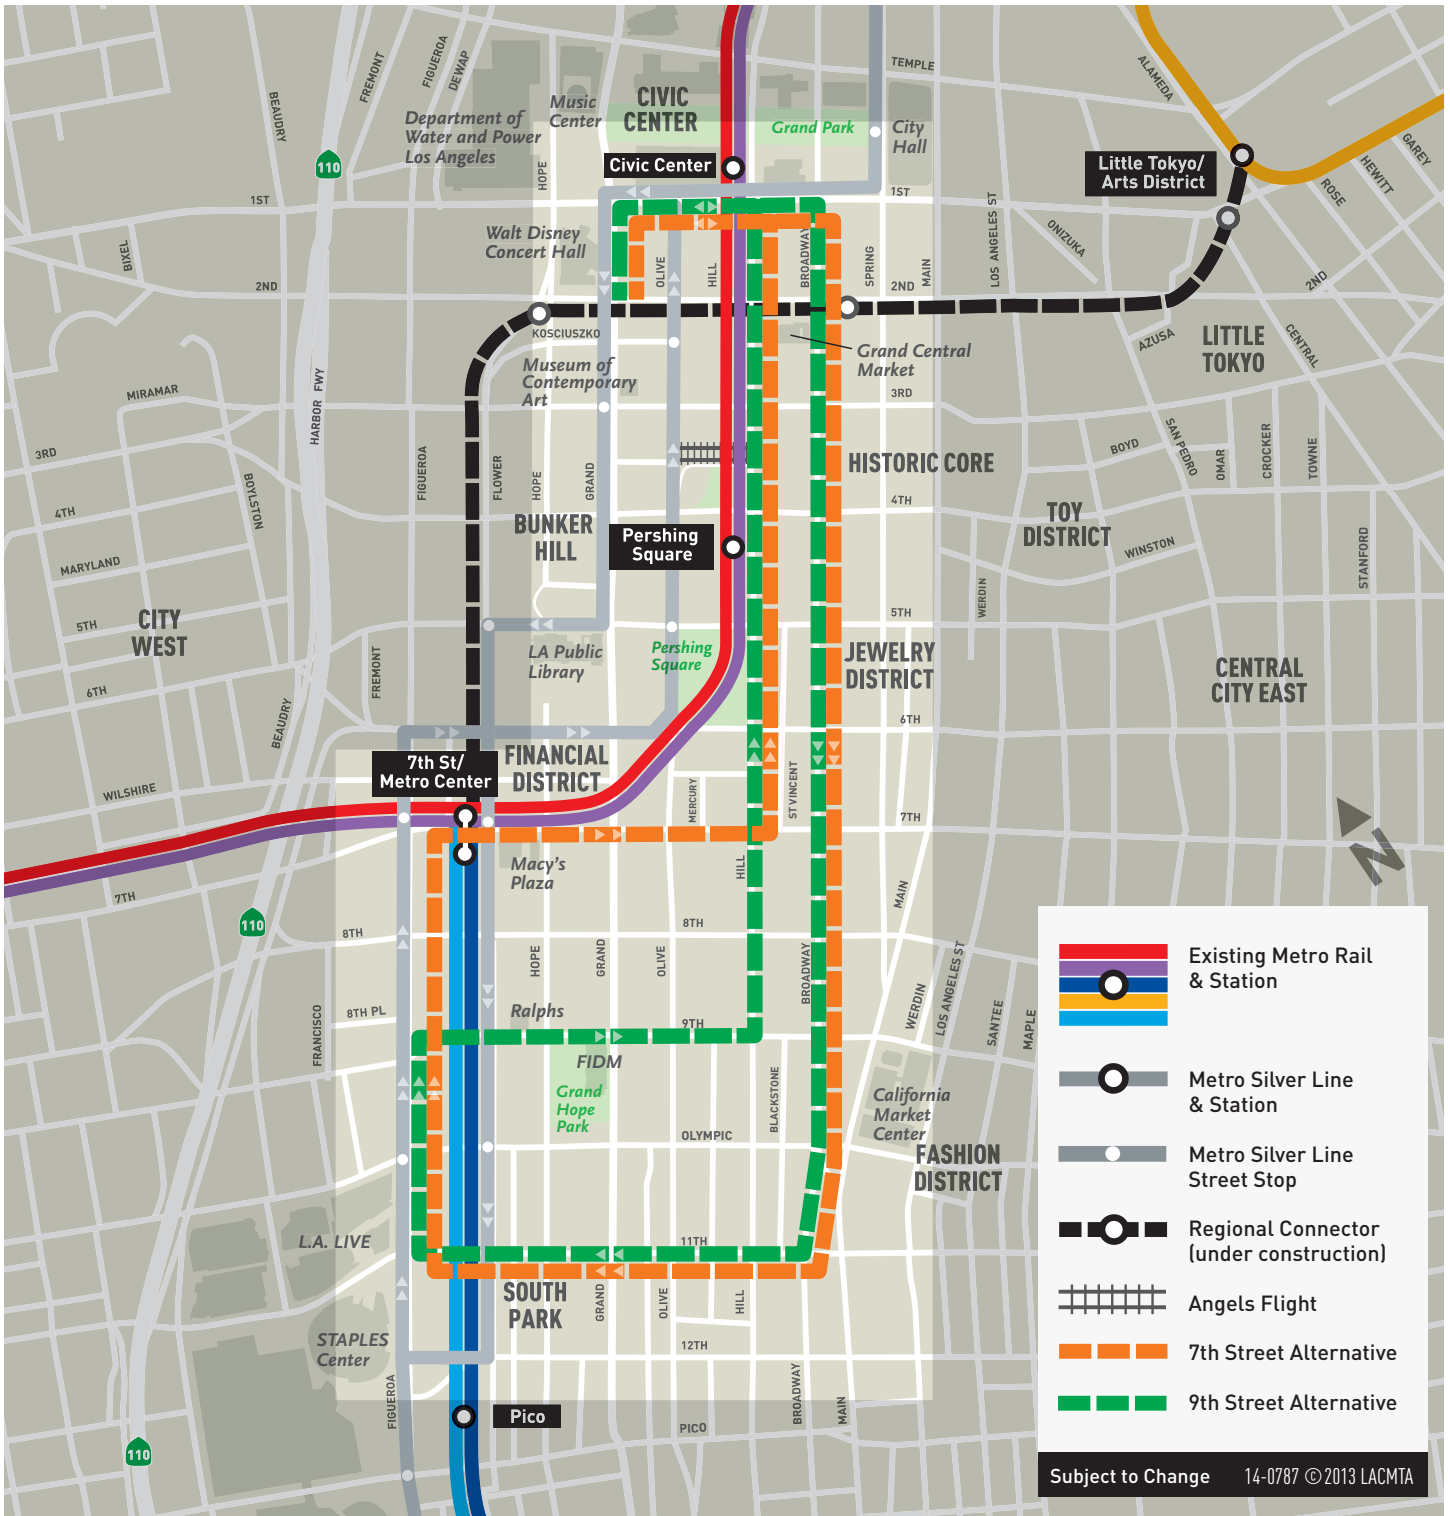 TEMPLE
ALAMEDA
FIGUEROA
DEWAP
FREMONT
BEAUDRY
Music
Center
CIVIC
CENTER
Grand Park
City
Hall
Department of
Water and Power
Los Angeles
HOPE
110
Civic Center
Little Tokyo/
Arts District
GAREY
HEWITT
ROSE
1ST
1ST
BIXEL
Walt Disney
Concert Hall
OLIVE
HILL
BROADWAY
SPRING
MAIN
LOS ANGELES ST
ONIZUKA
2ND
2ND
2ND
KOSCIUSZKO
AZUSA
LITTLE
TOKYO
CENTRAL
Grand Central
Market
Museum of
Contemporary
Art
MIRAMAR
HARBOR FWY
3RD
3RD
BOYLSTON
FIGUEROA
FLOWER
HOPE
GRAND
HISTORIC CORE
BOYD
SAN PEDRO
OMAR
CROCKER
TOWNE
4TH
4TH
BUNKER
HILL
Pershing
Square
TOY
DISTRICT
WINSTON
STANFORD
MARYLAND
WERDIN
CITY
WEST
5TH
5TH
LA Public
Library
Pershing
Square
JEWELRY
DISTRICT
CENTRAL
CITY EAST
FREMONT
6TH
6TH
BEAUDRY
7th St/
Metro Center
FINANCIAL
DISTRICT
WILSHIRE
MERCURY
ST VINCENT
7TH
7TH
Macy's
Plaza
HILL
MAIN
N
110
8TH
8TH
HOPE
GRAND
OLIVE
BROADWAY
WERDIN
LOS ANGELES ST
SANTEE
MAPLE
8TH PL
FRANCISCO
Ralphs
9TH
FIDM
Grand
Hope
Park
BLACKSTONE
California
Market
Center
OLYMPIC
FASHION
DISTRICT
L.A. LIVE
11TH
SOUTH
PARK
GRAND
OLIVE
HILL
STAPLES
Center
12TH
FIGUEROA
Pico
PICO
BROADWAY
MAIN
110
Existing Metro Rail
& Station
Metro Silver Line
& Station
Metro Silver Line
Street Stop
Regional Connector
(under construction)
Angels Flight
7th Street Alternative
9th Street Alternative
Subject to Change 14-0787 ©2013 LACMTA